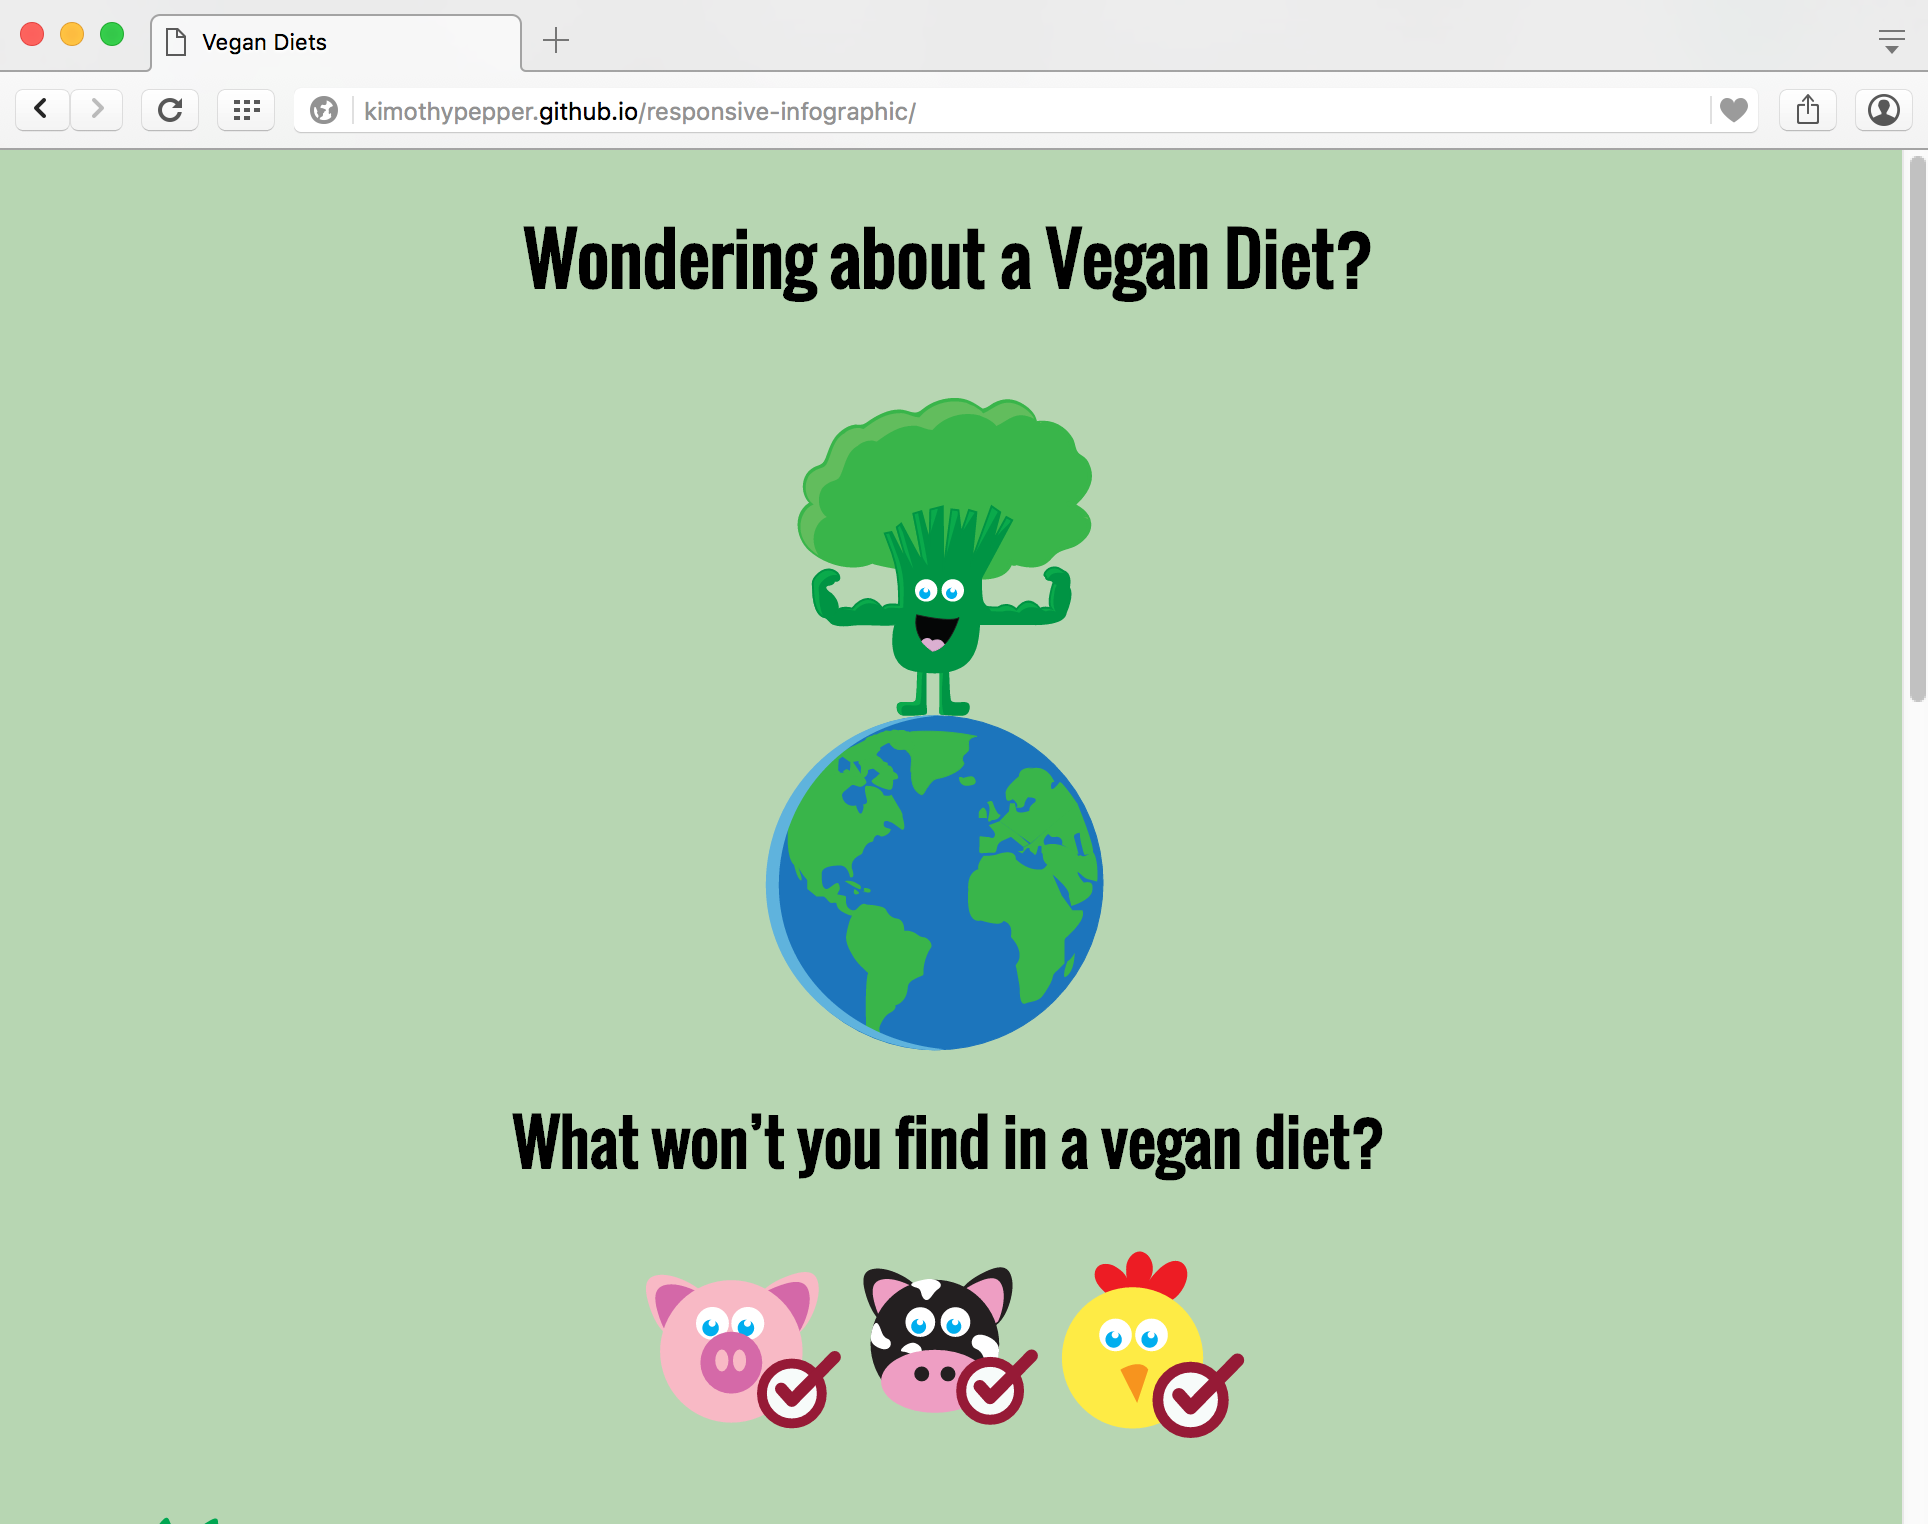 Vegan Diets
kimothypepper.github.io/responsive-infographic/
Wondering about a Vegan Diet?
What won’t you find in a vegan diet?